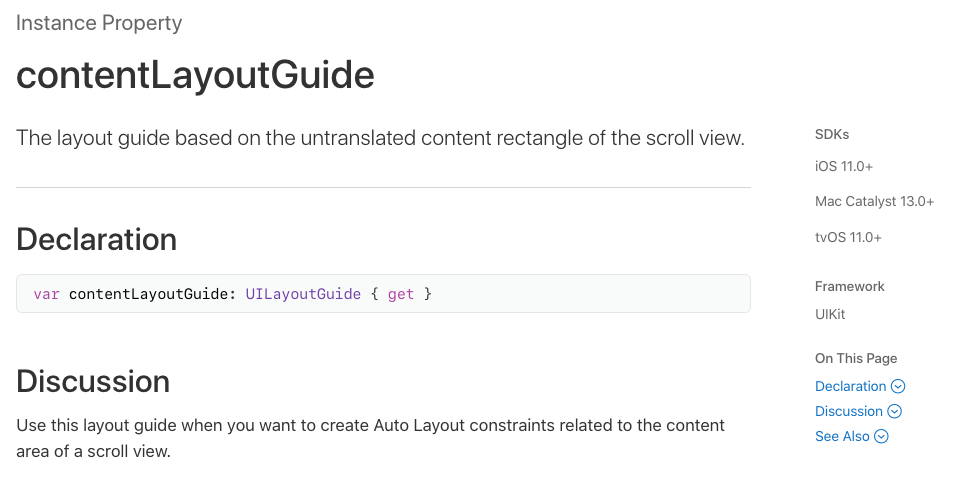 Instance Property
contentLayoutGuide
The layout guide based on the untranslated content rectangle of the scroll view.
Declaration
var contentLayoutGuide: UILayoutGuide { get }
Discussion
Use this layout guide when you want to create Auto Layout constraints related to the content
area of a scroll view.
SDKs
iOS 11.0+
Mac Catalyst 13.0+
tvOS 11.0+
Framework
UIKit
On This Page
Declaration
Discussion
See Also